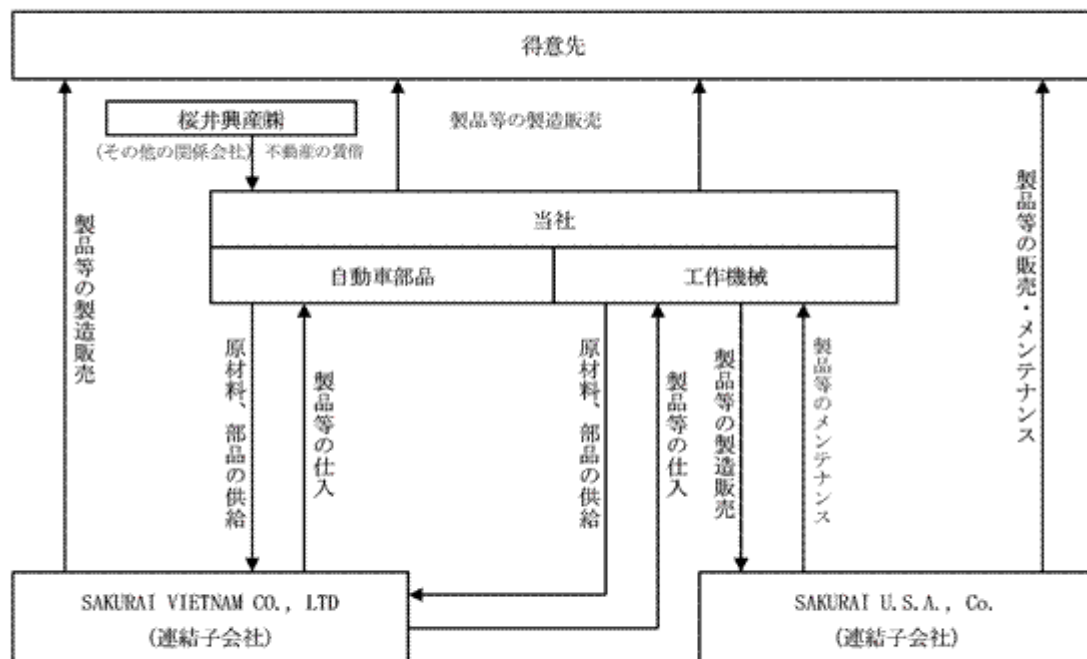 得意先
桜井興産㈱
(その他の関係会社)
不動産の賃借
製品等の製造販売
当社
自動車部品
工作機械
製品等の製造販売
原材料、部品の供給
製品等の仕入
原材料、部品の供給
製品等の仕入
製品等の製造販売
製品等のメンテナンス
製品等の販売・メンテナンス
SAKURAI VIETNAM CO., LTD
(連結子会社)
SAKURAI U.S.A., Co.
(連結子会社)